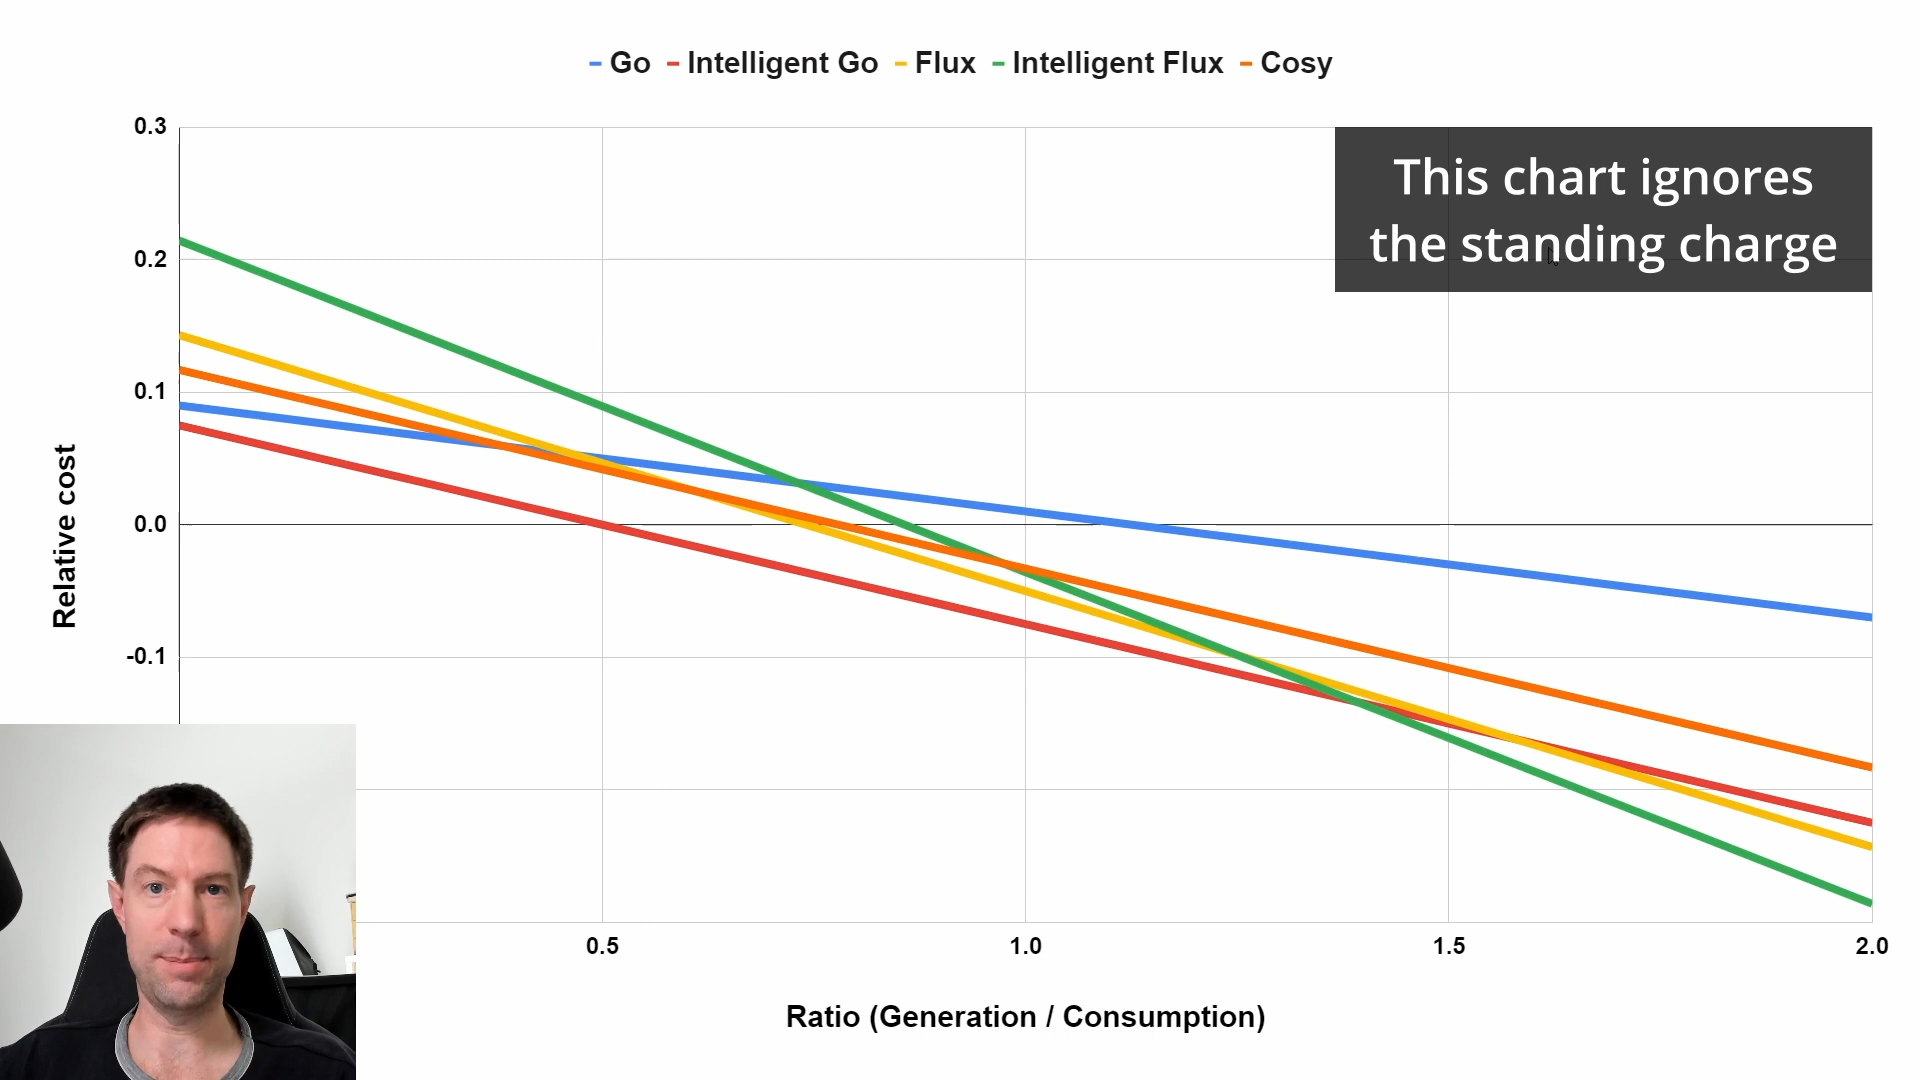 Go Intelligent Go Flux Intelligent Flux Cosy
This chart ignores
the standing charge
0.3
0.2
0.1
0.0
-0.1
Relative cost
0.5 1.0 1.5 2.0
Ratio (Generation / Consumption)